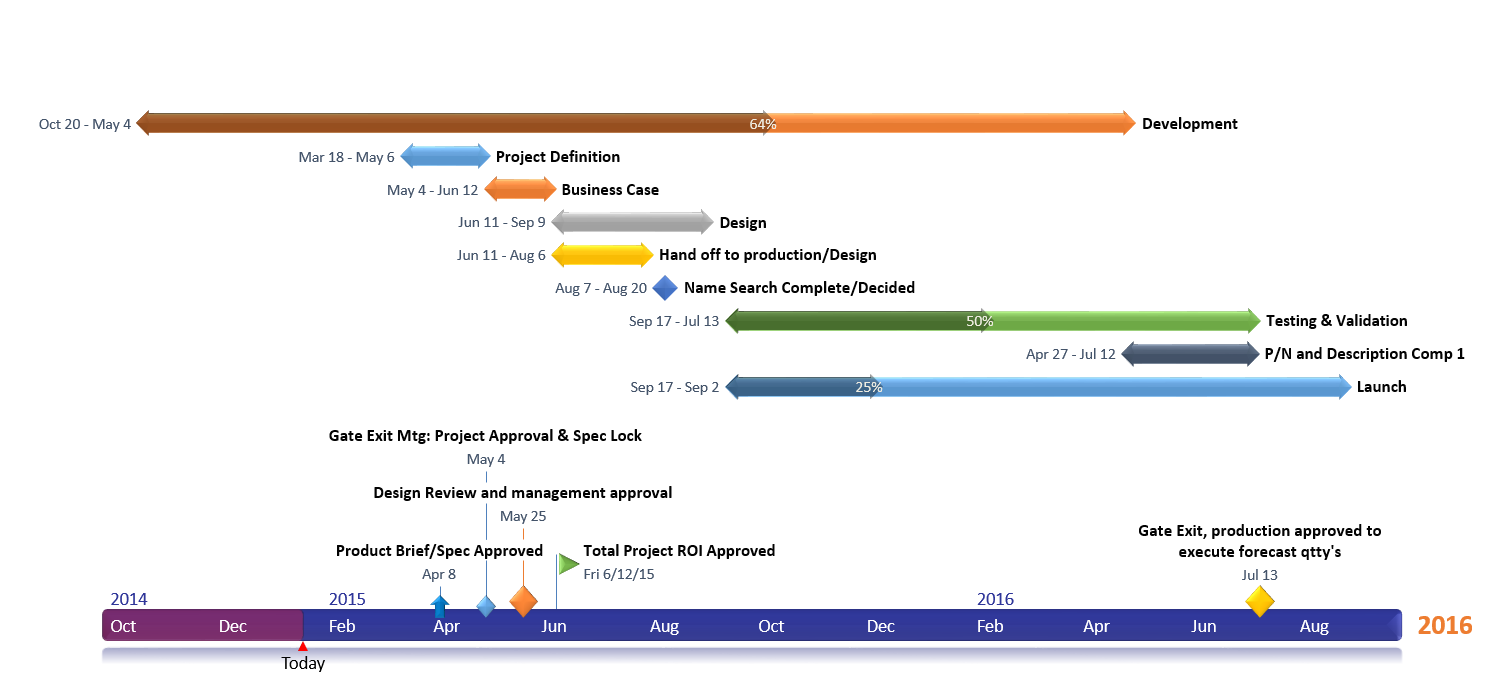 Oct 20 - May 4 64% Development
Mar 18 - May 6 Project Definition
May 4 - Jun 12 Business Case
Jun 11 - Sep 9 Design
Jun 11 - Aug 6 Hand off to production/Design
Aug 7 - Aug 20 Name Search Complete/Decided
Sep 17 - Jul 13 50% Testing & Validation
Apr 27 - Jul 12 P/N and Description Comp 1
Sep 17 - Sep 2 25% Launch
Gate Exit Mtg: Project Approval & Spec Lock
May 4
Design Review and management approval
May 25
Product Brief/Spec Approved
Apr 8
Total Project ROI Approved
Fri 6/12/15
Gate Exit, production approved to
execute forecast qtty's
Jul 13
2014 2015 2016
Oct Dec Feb Apr Jun Aug Oct Dec Feb Apr Jun Aug 2016
Today